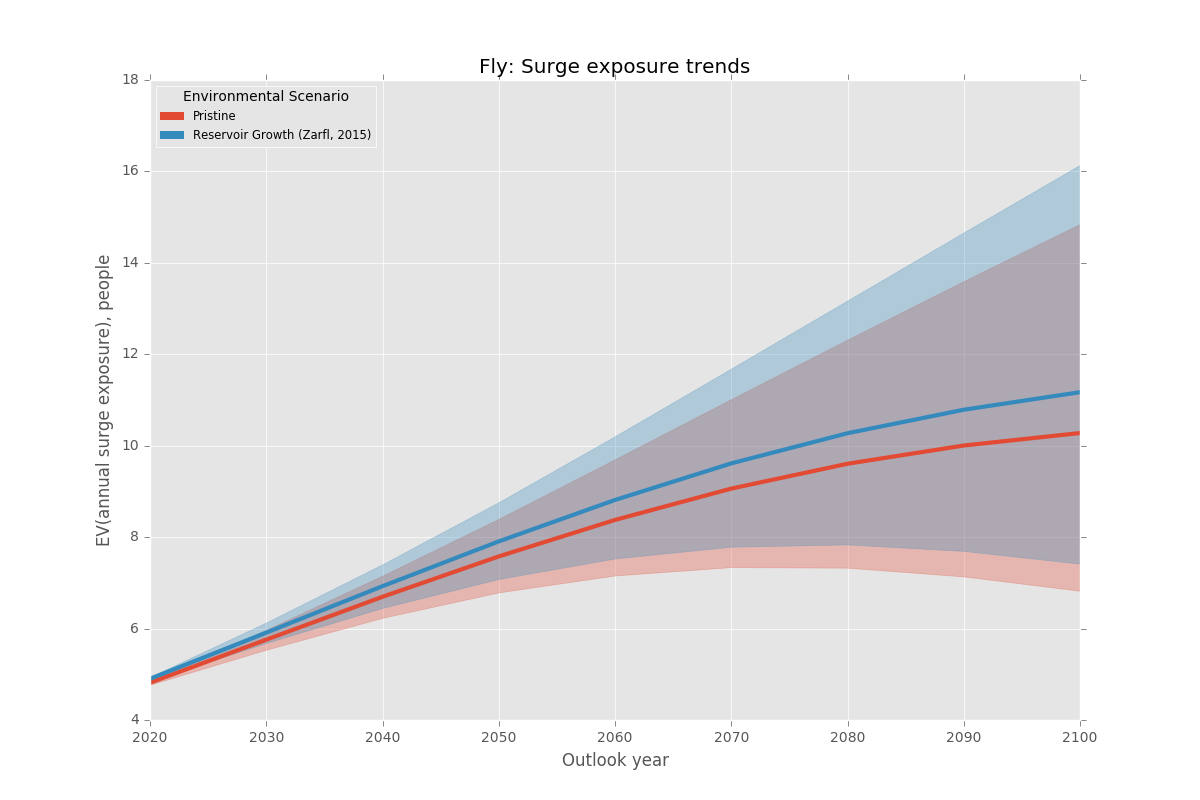 Fly: Surge exposure trends
Environmental Scenario
Pristine
Reservoir Growth (Zarfl, 2015)
18
16
14
12
10
8
6
4
EV(annual surge exposure), people
2020 2030 2040 2050 2060 2070 2080 2090 2100
Outlook year